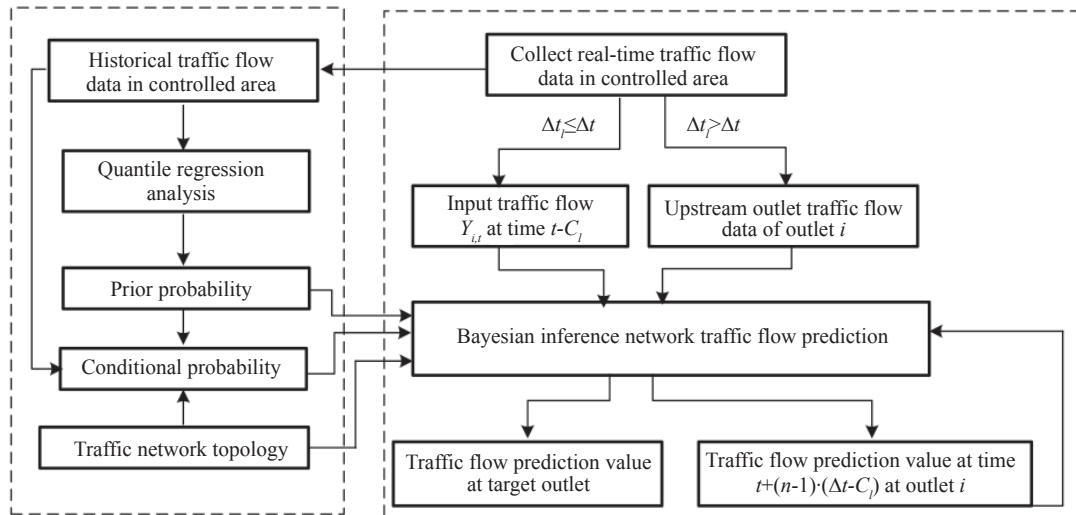 Historical traffic flow
data in controlled area
Quantile regression
analysis
Prior probability
Conditional probability
Traffic network topology
Collect real-time traffic flow
data in controlled area
Δt_l≤Δt
Δt_l>Δt
Input traffic flow
Y_{i,t} at time t-C_l
Upstream outlet traffic flow
data of outlet i
Bayesian inference network traffic flow prediction
Traffic flow prediction value
at target outlet
Traffic flow prediction value at time
t+(n-1)·(Δt-C_l) at outlet i